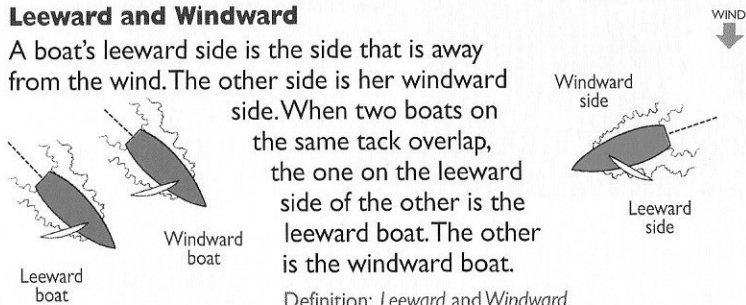 Leeward and Windward
WIND
A boat's leeward side is the side that is away
from the wind. The other side is her windward
side. When two boats on
the same tack overlap,
the one on the leeward
side of the other is the
leeward boat. The other
is the windward boat.
Definition: Leeward and Windward
Windward
side
Leeward
side
Windward
boat
Leeward
boat